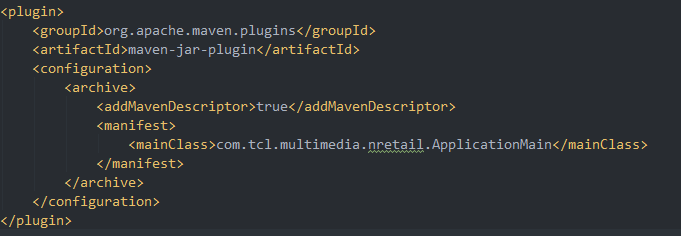 <plugin>
    <groupId>org.apache.maven.plugins</groupId>
    <artifactId>maven-jar-plugin</artifactId>
    <configuration>
        <archive>
            <addMavenDescriptor>true</addMavenDescriptor>
            <manifest>
                <mainClass>com.tcl.multimedia.nretail.ApplicationMain</mainClass>
            </manifest>
        </archive>
    </configuration>
</plugin>